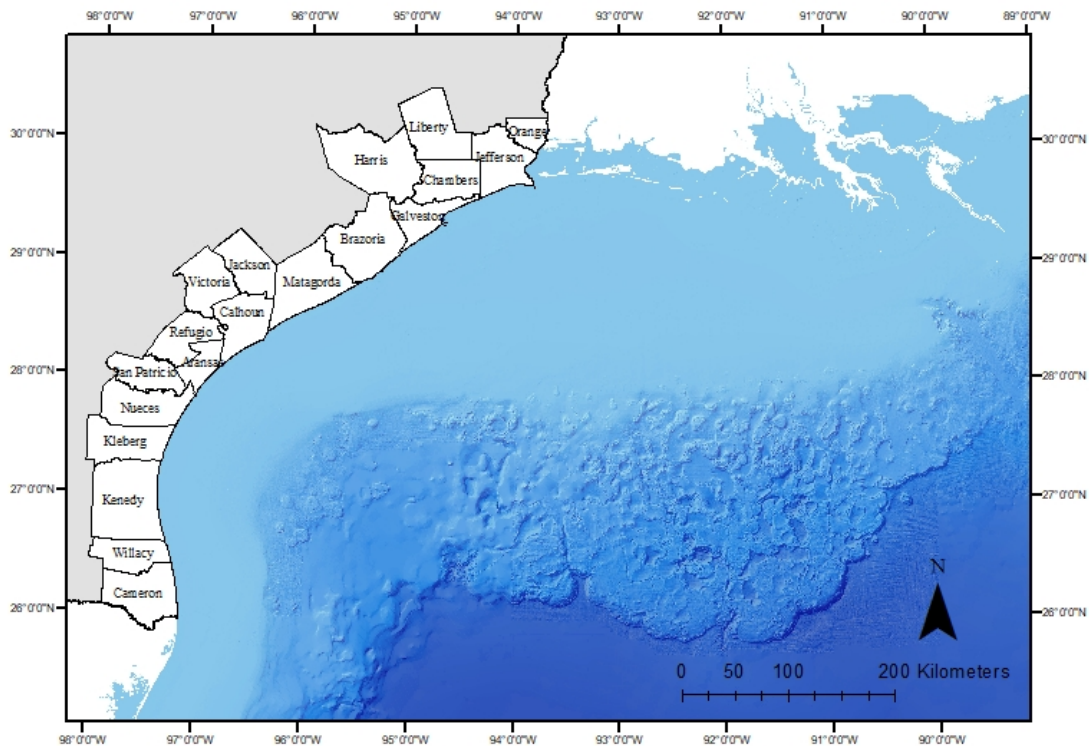 98°0'0"W 97°0'0"W 96°0'0"W 95°0'0"W 94°0'0"W 93°0'0"W 92°0'0"W 91°0'0"W 90°0'0"W 89°0'0"W
30°0'0"N
29°0'0"N
28°0'0"N
27°0'0"N
26°0'0"N
Liberty
Orange
Harris
Jefferson
Chambers
Galveston
Brazoria
Jackson
Victoria
Matagorda
Calhoun
Refugio
Aransas
San Patricio
Nueces
Kleberg
Kenedy
Willacy
Cameron
30°0'0"N
29°0'0"N
28°0'0"N
27°0'0"N
26°0'0"N
N
0 50 100 200 Kilometers
98°0'0"W 97°0'0"W 96°0'0"W 95°0'0"W 94°0'0"W 93°0'0"W 92°0'0"W 91°0'0"W 90°0'0"W